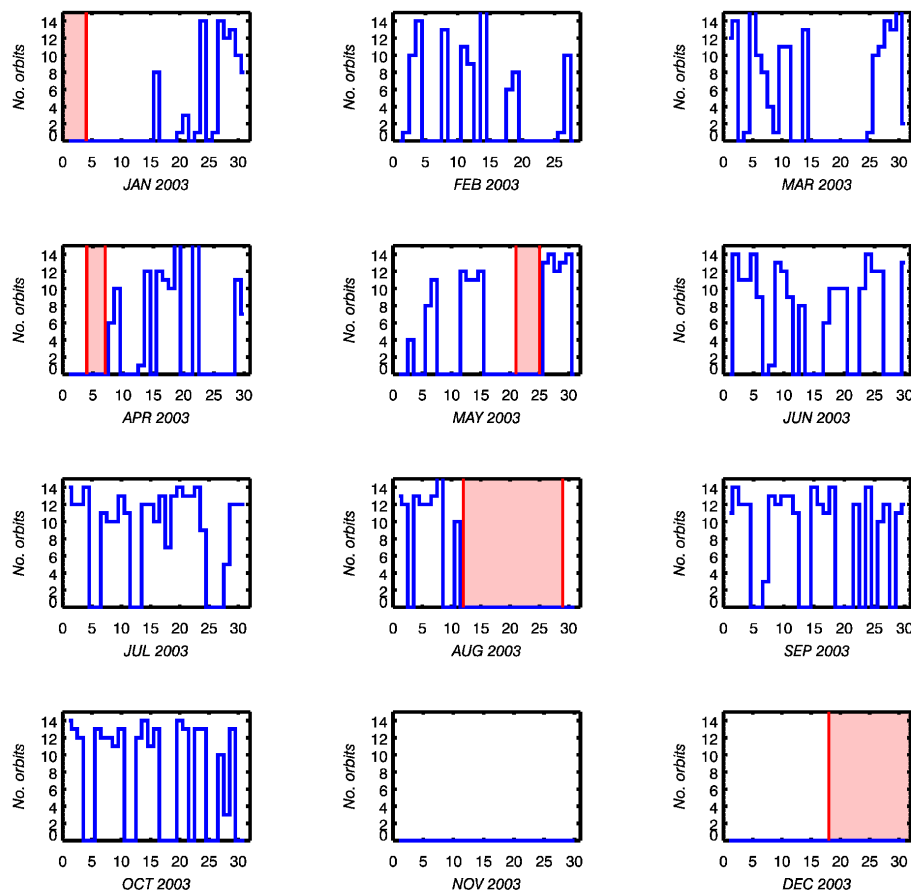 No. orbits
14
12
10
8
6
4
2
0
0 5 10 15 20 25 30
JAN 2003
No. orbits
14
12
10
8
6
4
2
0
0 5 10 15 20 25
FEB 2003
No. orbits
14
12
10
8
6
4
2
0
0 5 10 15 20 25 30
MAR 2003
No. orbits
14
12
10
8
6
4
2
0
0 5 10 15 20 25 30
APR 2003
No. orbits
14
12
10
8
6
4
2
0
0 5 10 15 20 25 30
MAY 2003
No. orbits
14
12
10
8
6
4
2
0
0 5 10 15 20 25 30
JUN 2003
No. orbits
14
12
10
8
6
4
2
0
0 5 10 15 20 25 30
JUL 2003
No. orbits
14
12
10
8
6
4
2
0
0 5 10 15 20 25 30
AUG 2003
No. orbits
14
12
10
8
6
4
2
0
0 5 10 15 20 25 30
SEP 2003
No. orbits
14
12
10
8
6
4
2
0
0 5 10 15 20 25 30
OCT 2003
No. orbits
14
12
10
8
6
4
2
0
0 5 10 15 20 25 30
NOV 2003
No. orbits
14
12
10
8
6
4
2
0
0 5 10 15 20 25 30
DEC 2003